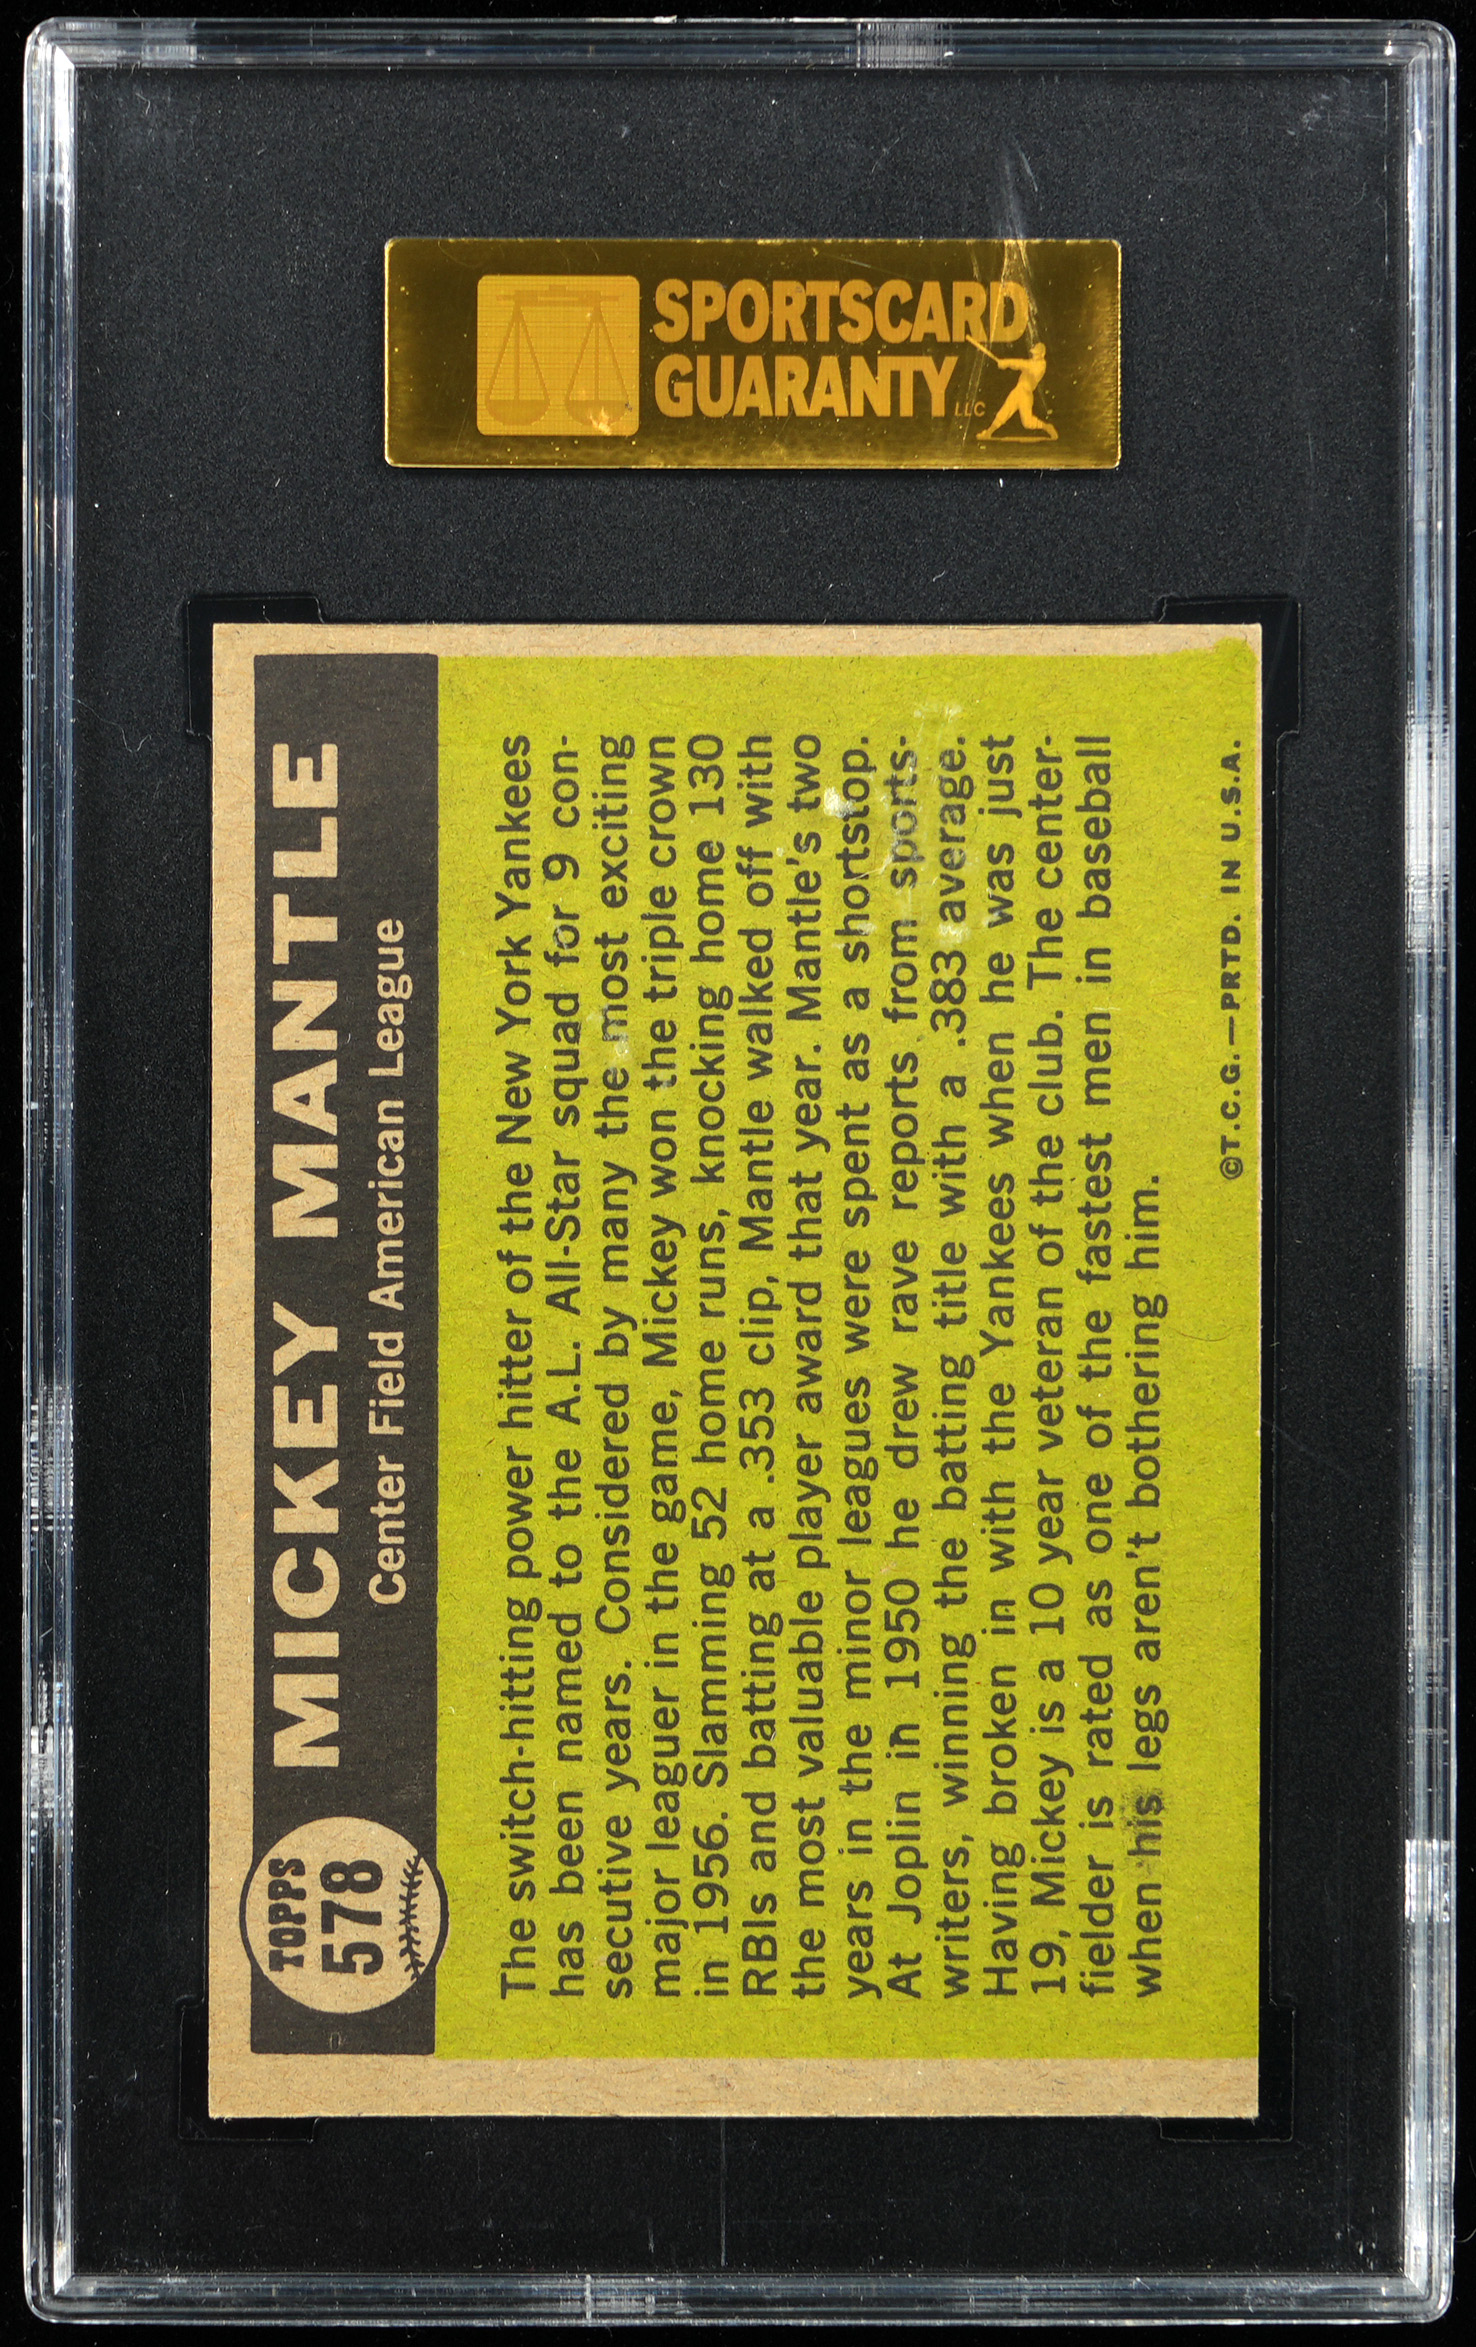 SPORTSCARD
GUARANTY LLC
TOPPS
578
MICKEY MANTLE
Center Field American League
The switch-hitting power hitter of the New York Yankees
has been named to the A.L. All-Star squad for 9 con-
secutive years. Considered by many the most exciting
major leaguer in the game, Mickey won the triple crown
in 1956. Slamming 52 home runs, knocking home 130
RBIs and batting at a .353 clip, Mantle walked off with
the most valuable player award that year. Mantle's two
years in the minor leagues were spent as a shortstop.
At Joplin in 1950 he drew rave reports from sports-
writers, winning the batting title with a .383 average.
Having broken in with the Yankees when he was just
19, Mickey is a 10 year veteran of the club. The center-
fielder is rated as one of the fastest men in baseball
when his legs aren't bothering him.
©T.C.G.—PRTD. IN U.S.A.